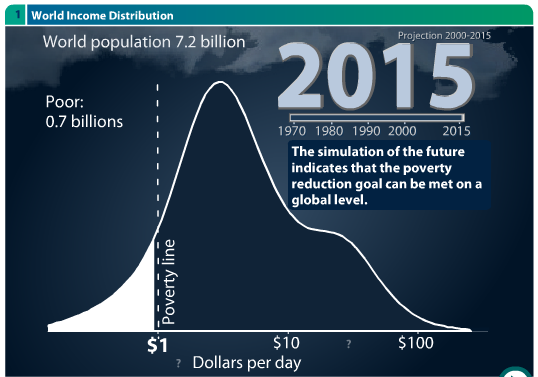 1 World Income Distribution
World population 7.2 billion
Projection 2000-2015
2015
1970 1980 1990 2000 2015
Poor:
0.7 billions
The simulation of the future
indicates that the poverty
reduction goal can be met on a
global level.
Poverty line
$1 $10 ? $100
? Dollars per day